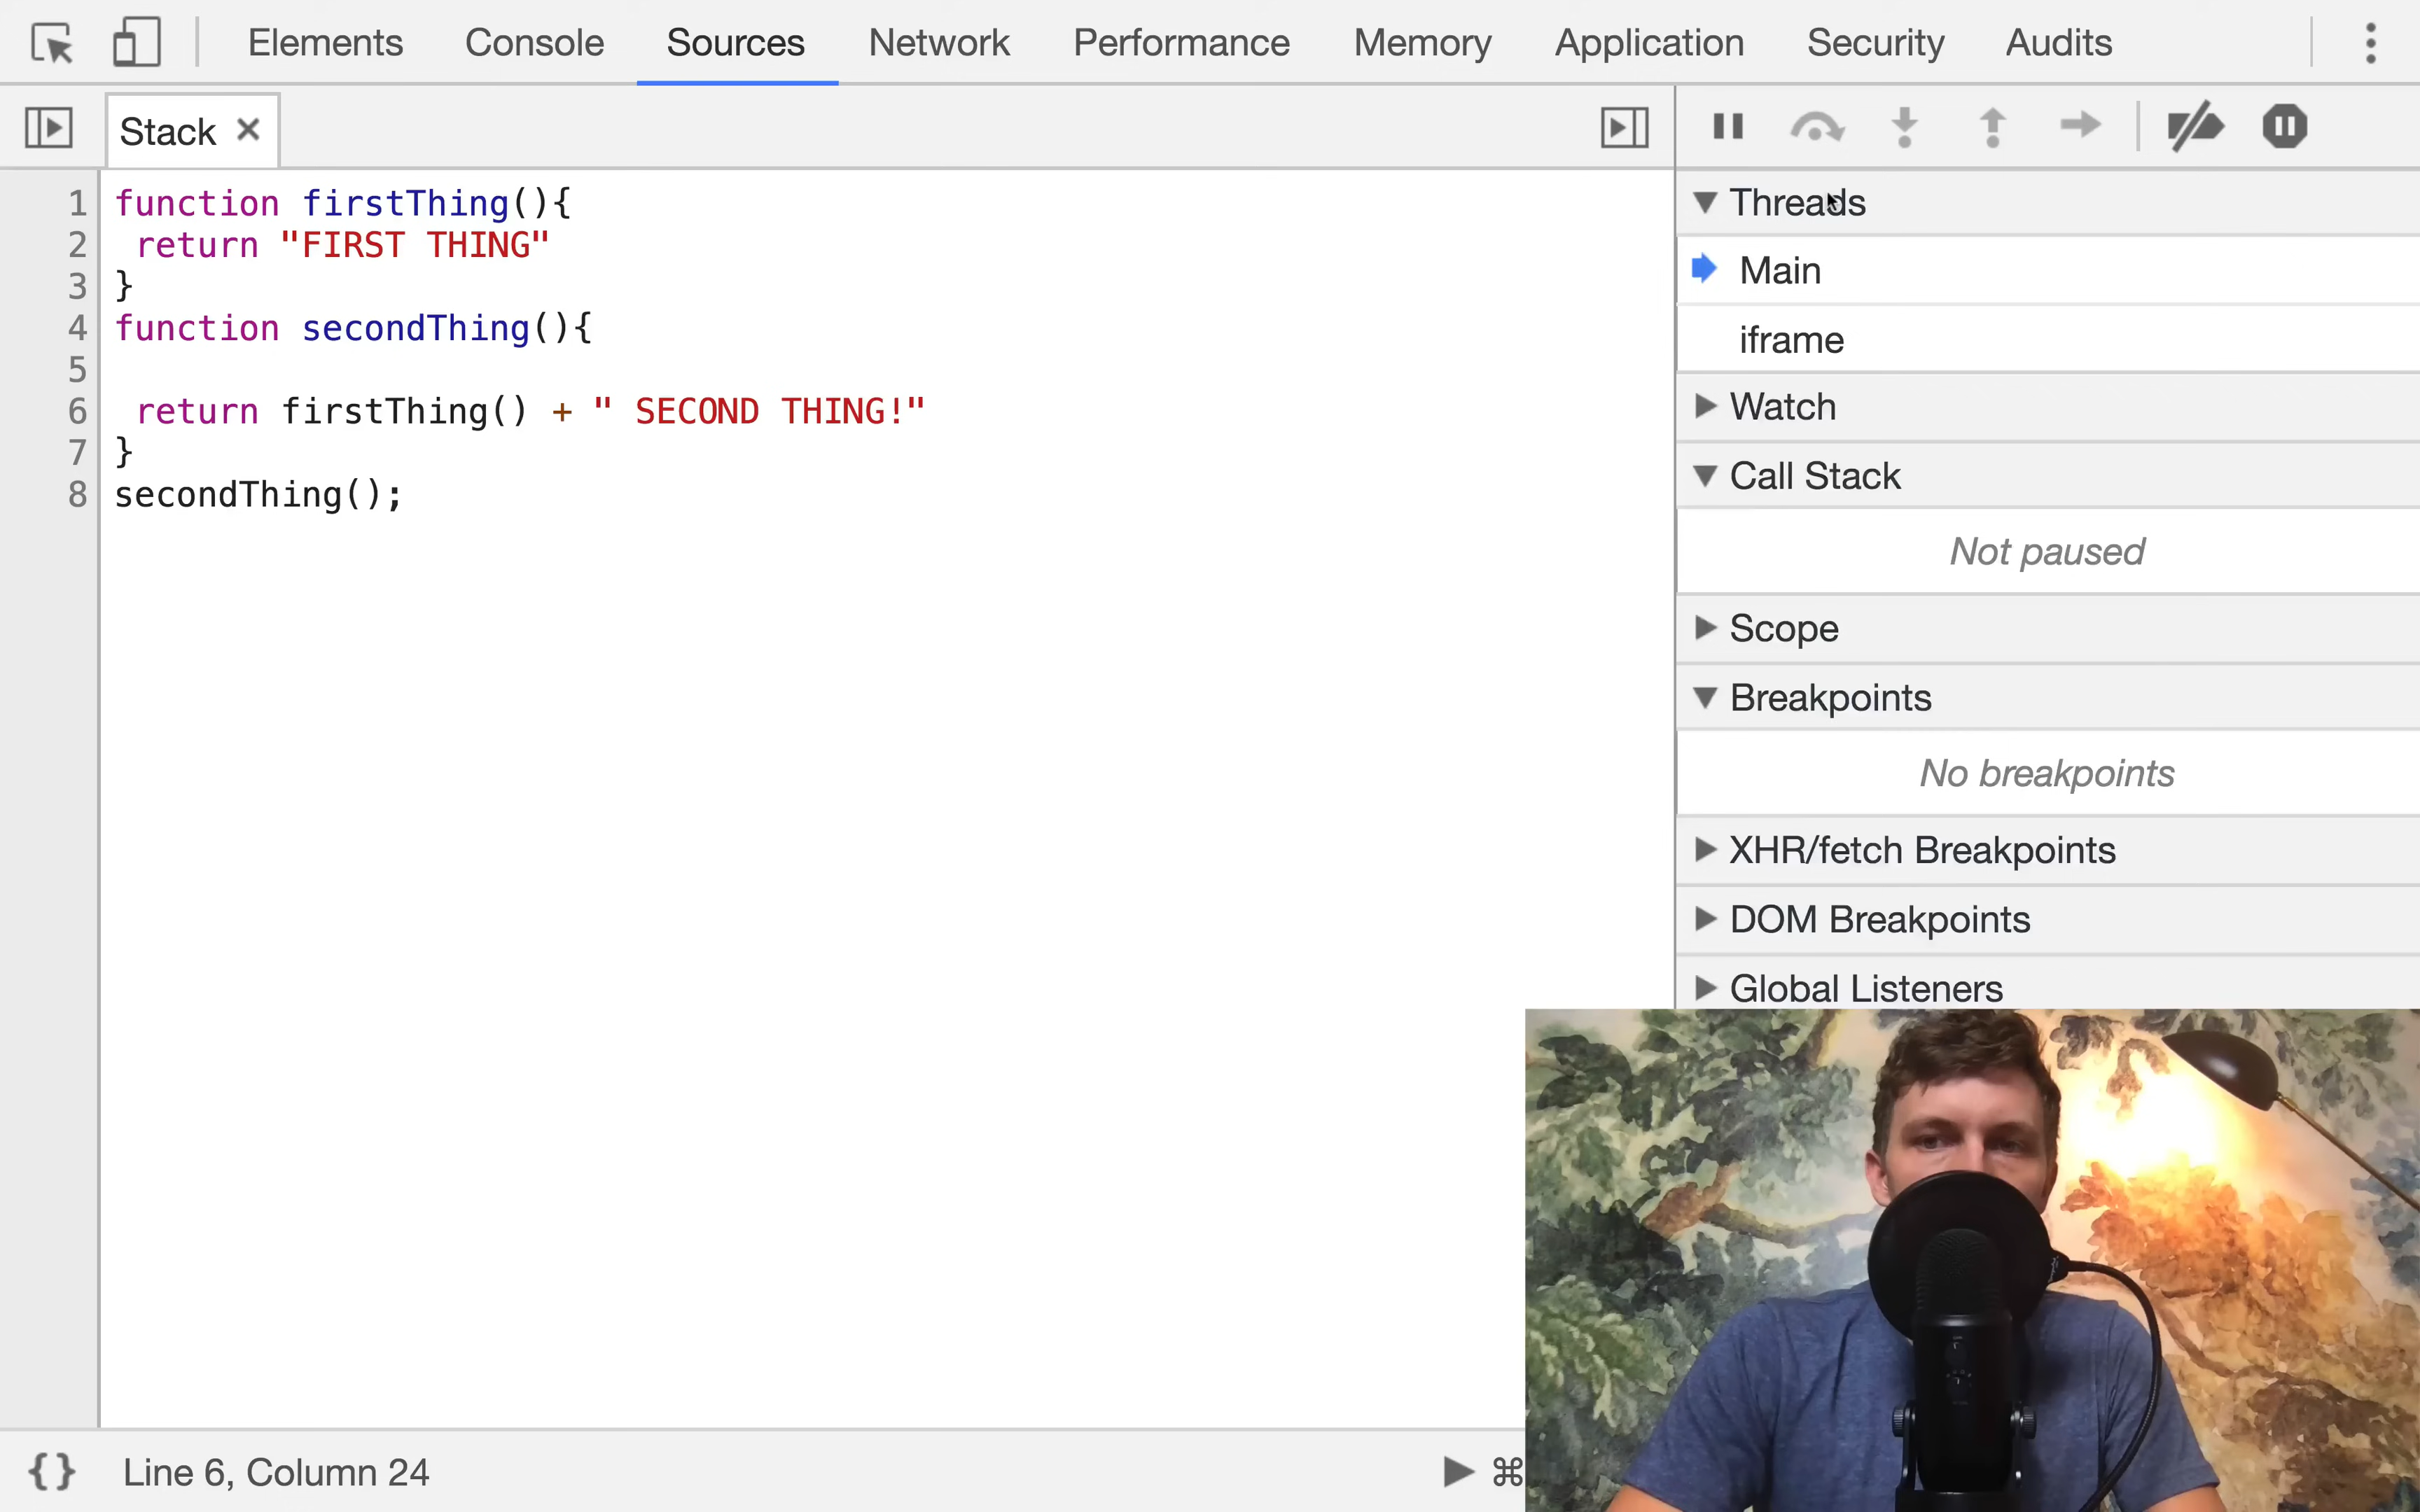 Elements Console Sources Network Performance Memory Application Security Audits
Stack
1 function firstThing(){
2 return "FIRST THING"
3 }
4 function secondThing(){
5
6 return firstThing() + " SECOND THING!"
7 }
8 secondThing();
Threads
Main
iframe
Watch
Call Stack
Not paused
Scope
Breakpoints
No breakpoints
XHR/fetch Breakpoints
DOM Breakpoints
Global Listeners
{} Line 6, Column 24
⌘